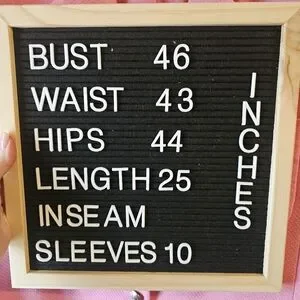 BUST 46
WAIST 43
HIPS 44
LENGTH 25
INSEAM
SLEEVES 10
INCHES